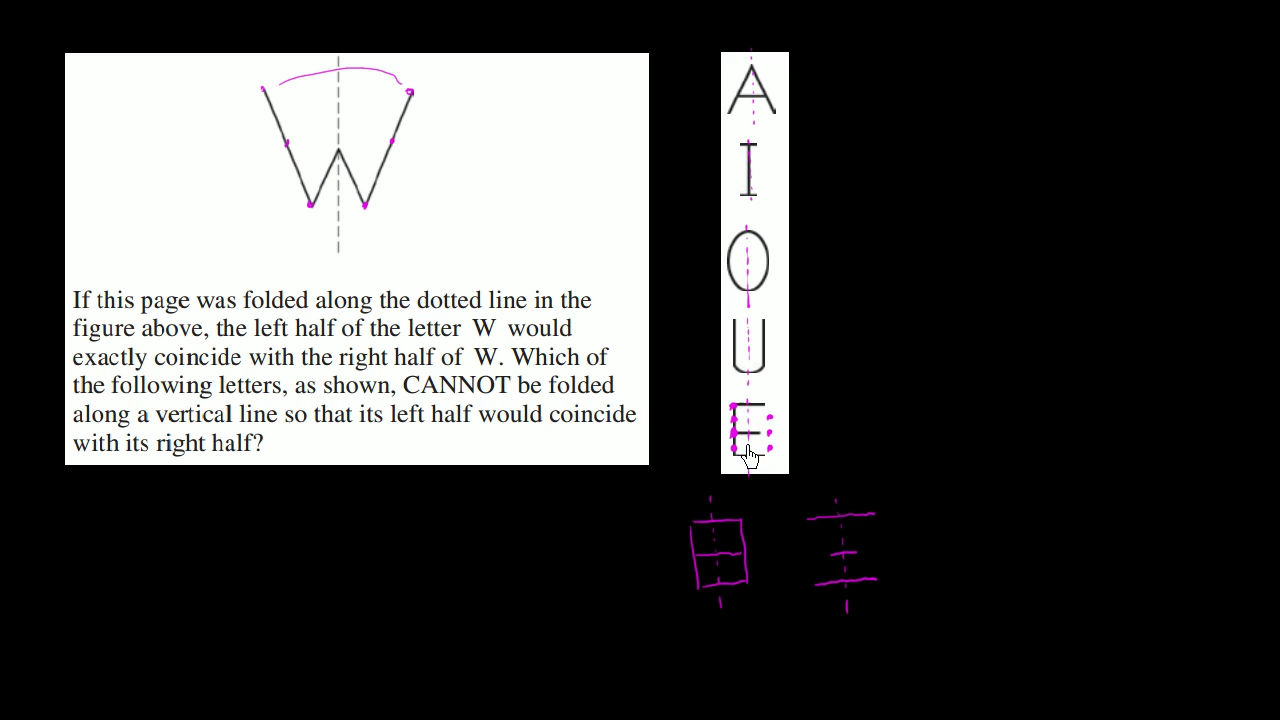 W
If this page was folded along the dotted line in the
figure above, the left half of the letter W would
exactly coincide with the right half of W. Which of
the following letters, as shown, CANNOT be folded
along a vertical line so that its left half would coincide
with its right half?
A
I
O
U
E